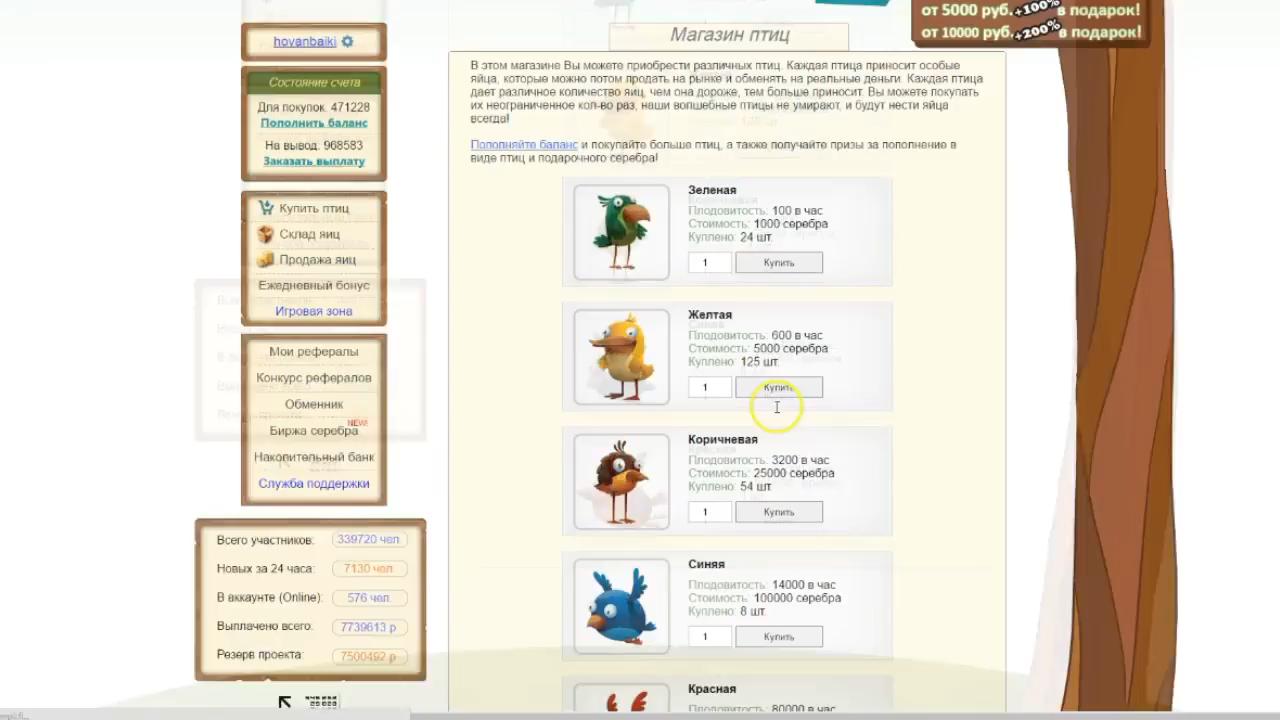 от 5000 руб.+100% в подарок!
от 10000 руб.+200% в подарок!
hovanbaiki
Состояние счета
Для покупок: 471228
Пополнить баланс
На вывод: 968583
Заказать выплату
Купить птиц
Склад яиц
Продажа яиц
Ежедневный бонус
Игровая зона
Мои рефералы
Конкурс рефералов
Обменник
NEW!
Биржа серебра
Накопительный банк
Служба поддержки
Всего участников: 339720 чел.
Новых за 24 часа: 7130 чел.
В аккаунте (Online): 576 чел.
Выплачено всего: 7739613 р
Резерв проекта: 7500492 р
Магазин птиц
В этом магазине Вы можете приобрести различных птиц. Каждая птица приносит особые
яйца, которые можно потом продать на рынке и обменять на реальные деньги. Каждая птица
дает различное количество яиц, чем она дороже, тем больше приносит. Вы можете покупать
их неограниченное кол-во раз, наши волшебные птицы не умирают, и будут нести яйца
всегда!
Пополняйте баланс и покупайте больше птиц, а также получайте призы за пополнение в
виде птиц и подарочного серебра!
Зеленая
Плодовитость: 100 в час
Стоимость: 1000 серебра
Куплено: 24 шт.
1 Купить
Желтая
Плодовитость: 600 в час
Стоимость: 5000 серебра
Куплено: 125 шт.
1 Купить
Коричневая
Плодовитость: 3200 в час
Стоимость: 25000 серебра
Куплено: 54 шт.
1 Купить
Синяя
Плодовитость: 14000 в час
Стоимость: 100000 серебра
Куплено: 8 шт.
1 Купить
Красная
Плодовитость: 80000 в час